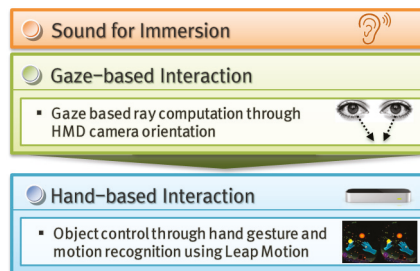 Sound for Immersion
Gaze-based Interaction
▪ Gaze based ray computation through
HMD camera orientation
Hand-based Interaction
▪ Object control through hand gesture and
motion recognition using Leap Motion